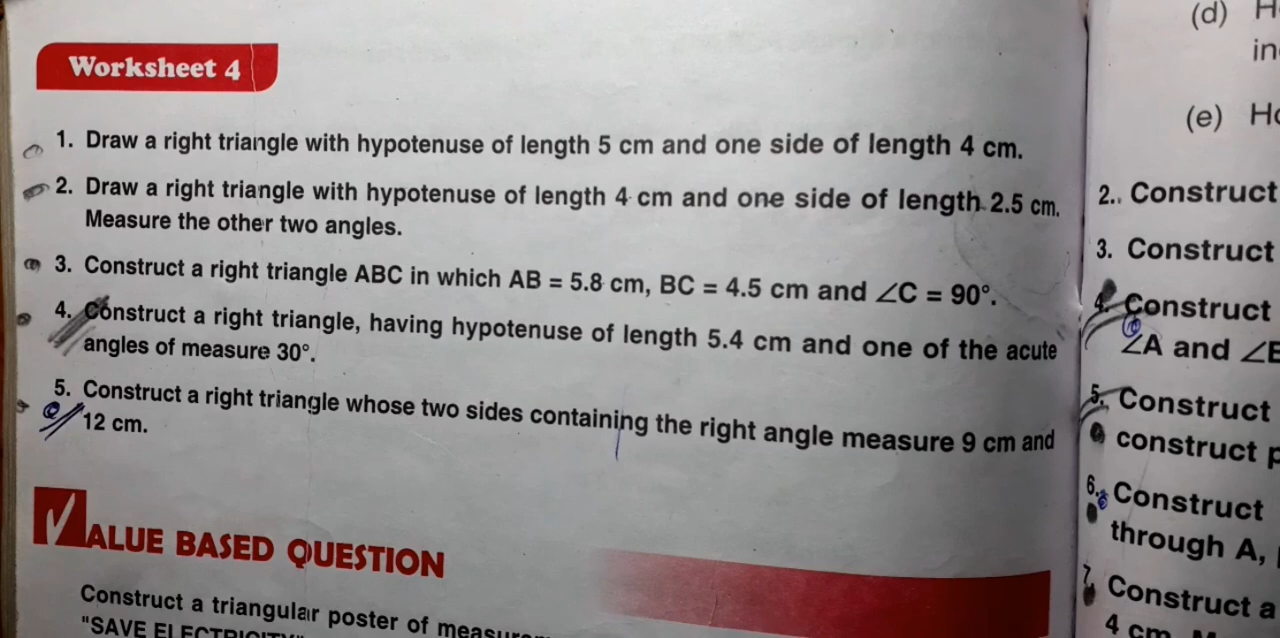 Worksheet 4
1. Draw a right triangle with hypotenuse of length 5 cm and one side of length 4 cm.
2. Draw a right triangle with hypotenuse of length 4 cm and one side of length 2.5 cm.
Measure the other two angles.
3. Construct a right triangle ABC in which AB = 5.8 cm, BC = 4.5 cm and ∠C = 90°.
4. Construct a right triangle, having hypotenuse of length 5.4 cm and one of the acute
angles of measure 30°.
5. Construct a right triangle whose two sides containing the right angle measure 9 cm and
12 cm.
VALUE BASED QUESTION
Construct a triangular poster of
"SAVE ELECTRICITY"
(d)
in
(e)
2. Construct
3. Construct
4. Construct
∠A and
5. Construct
construct
6. Construct
through A,
7. Construct a
4 cm